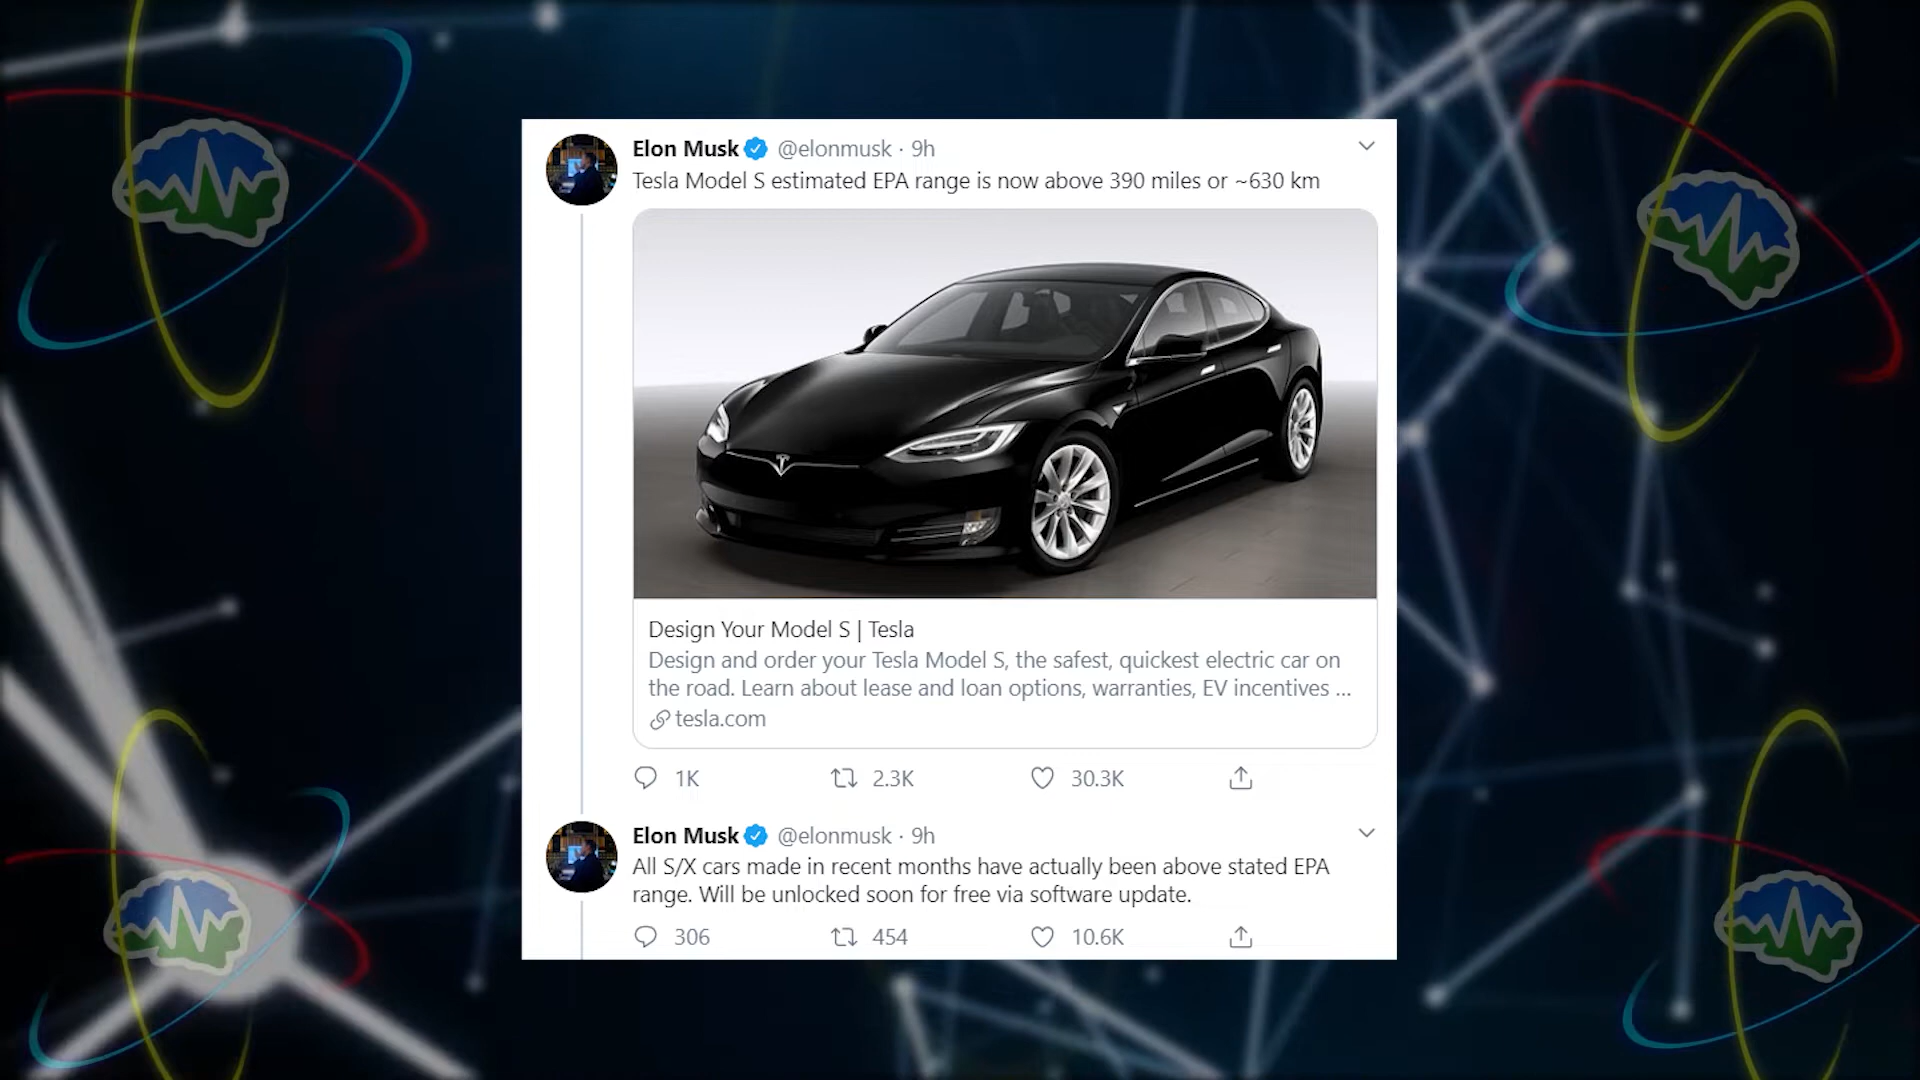 Elon Musk @elonmusk · 9h
Tesla Model S estimated EPA range is now above 390 miles or ~630 km
Design Your Model S | Tesla
Design and order your Tesla Model S, the safest, quickest electric car on
the road. Learn about lease and loan options, warranties, EV incentives ...
tesla.com
1K 2.3K 30.3K
Elon Musk @elonmusk · 9h
All S/X cars made in recent months have actually been above stated EPA
range. Will be unlocked soon for free via software update.
306 454 10.6K